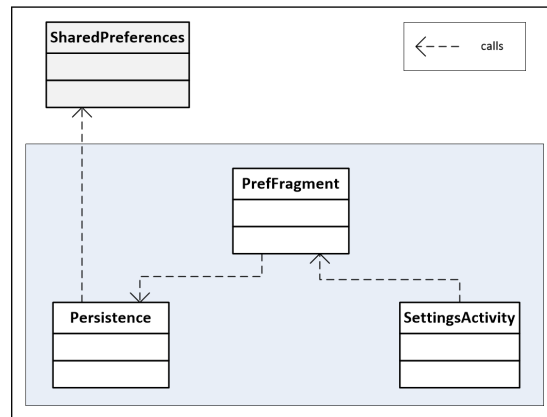 SharedPreferences
calls
PrefFragment
Persistence
SettingsActivity